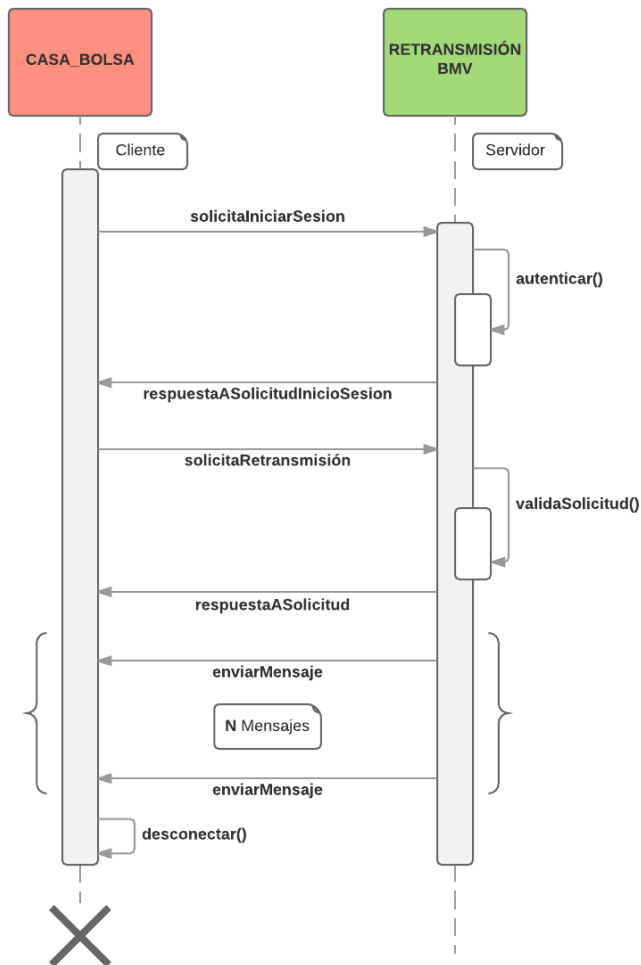 CASA_BOLSA
RETRANSMISIÓN
BMV
Cliente
Servidor
solicitaIniciarSesion
autenticar()
respuestaASolicitudInicioSesion
solicitaRetransmisión
validaSolicitud()
respuestaASolicitud
enviarMensaje
N Mensajes
enviarMensaje
desconectar()